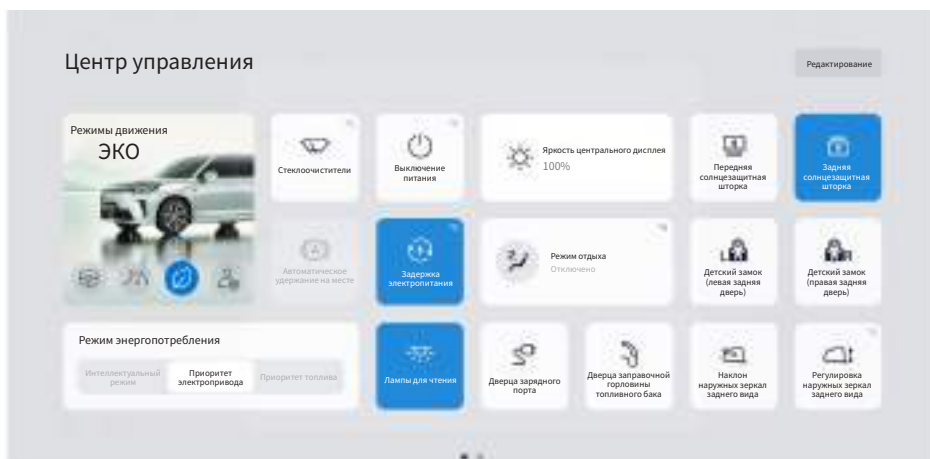 Центр управления
Редактирование
Режимы движения
ЭКО
Стеклоочистители
Выключение
питания
Яркость центрального дисплея
100%
Передняя
солнцезащитная
шторка
Задняя
солнцезащитная
шторка
Автоматическое
удержание на месте
Задержка
электропитания
Режим отдыха
Отключено
Детский замок
(левая задняя
дверь)
Детский замок
(правая задняя
дверь)
Режим энергопотребления
Интеллектуальный
режим
Приоритет
электропривода
Приоритет топлива
Лампы для чтения
Дверца зарядного
порта
Дверца заправочной
горловины
топливного бака
Наклон
наружных зеркал
заднего вида
Регулировка
наружных зеркал
заднего вида